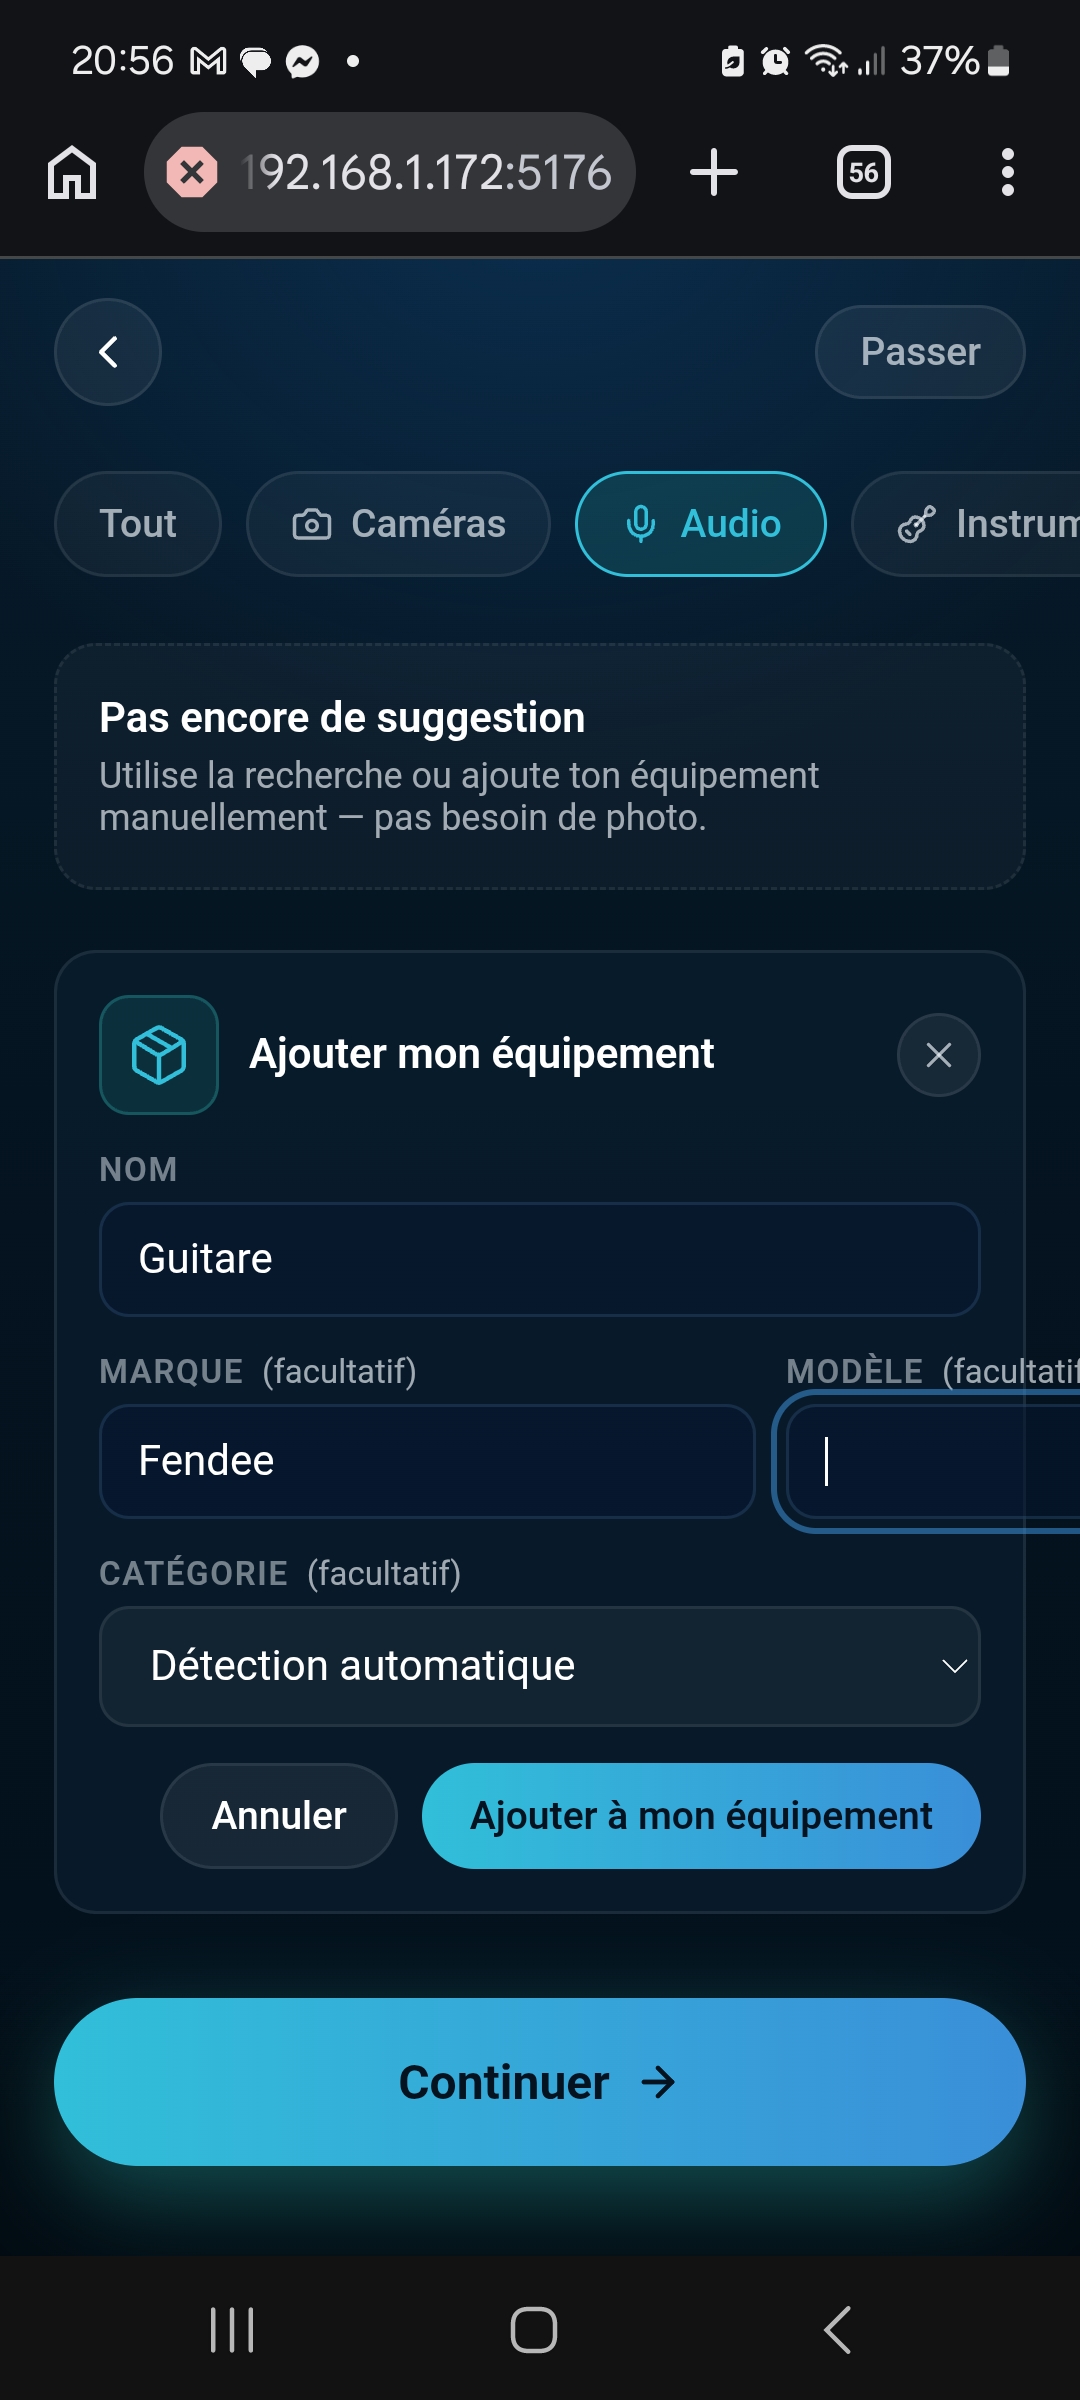 20:56
37%
192.168.1.172:5176
56
Passer
Tout
Caméras
Audio
Instrum
Pas encore de suggestion
Utilise la recherche ou ajoute ton équipement
manuellement — pas besoin de photo.
Ajouter mon équipement
NOM
Guitare
MARQUE (facultatif)
MODÈLE (facultatif
Fendee
CATÉGORIE (facultatif)
Détection automatique
Annuler
Ajouter à mon équipement
Continuer